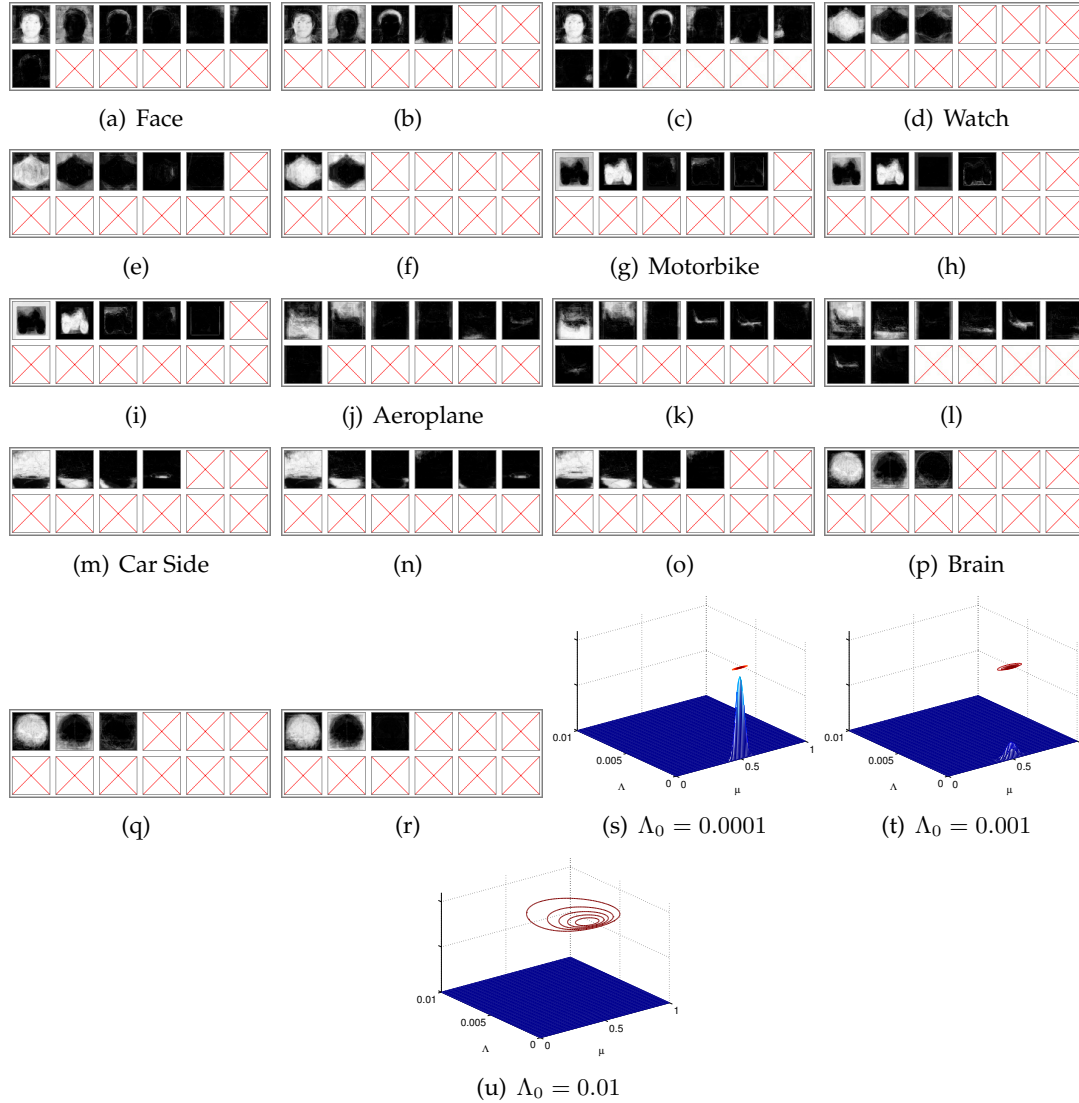 (a) Face (b) (c) (d) Watch
(e) (f) (g) Motorbike (h)
(i) (j) Aeroplane (k) (l)
(m) Car Side (n) (o) (p) Brain
0.01 0.005 0 0 0.5 1 Λ μ
0.01 0.005 0 0 0.5 1 Λ μ
(q) (r) (s) Λ₀ = 0.0001 (t) Λ₀ = 0.001
0.01 0.005 0 0 0.5 1 Λ μ
(u) Λ₀ = 0.01